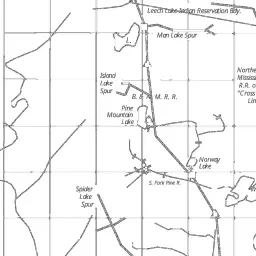 Leech Lake Indian Reservation Bdy.
Man Lake Spur
Island
Lake
Spur
B. & M. R. R.
Pine
Mountain
Lake
Northe
Mississ
R.R. o
"Cross
Lin
Norway
Lake
S. Fork Pine R.
Spider
Lake
Spur